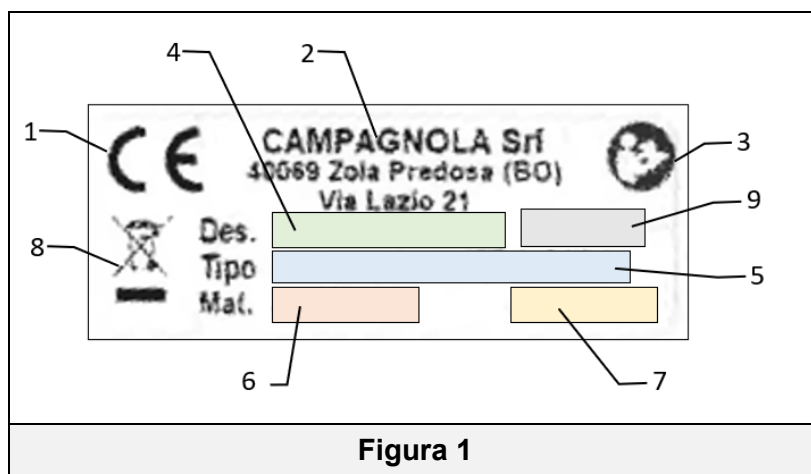 4
2
1
CE
CAMPAGNOLA Srl
3
40069 Zola Predosa (BO)
Via Lazio 21
9
8
Des.
Tipo
5
Mat.
6
7
Figura 1